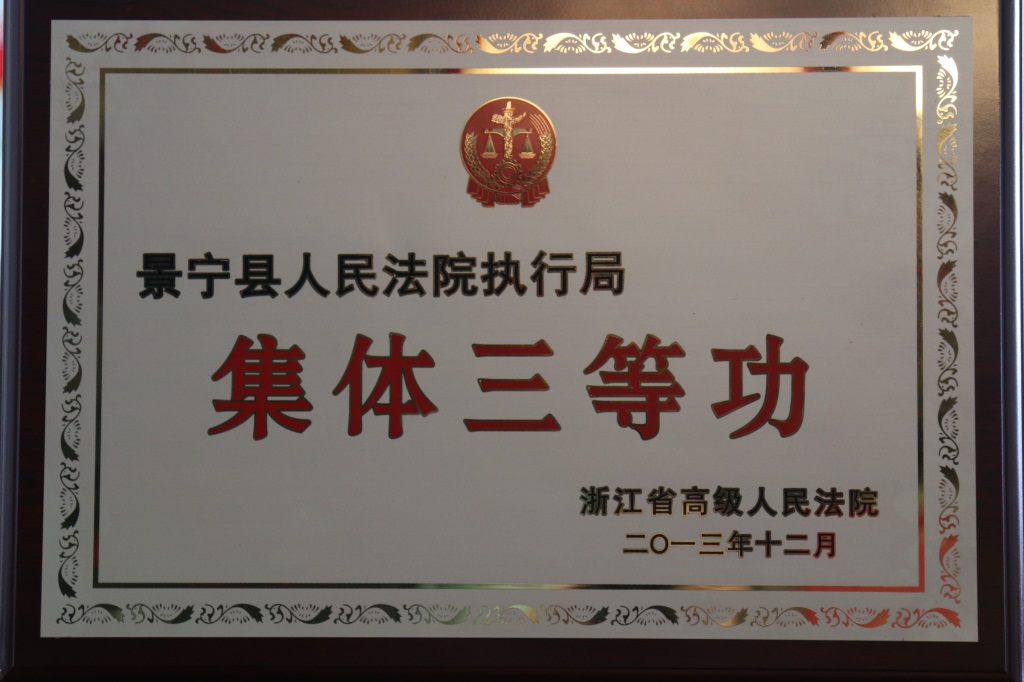 景宁县人民法院执行局
集体三等功
浙江省高级人民法院
二〇一三年十二月